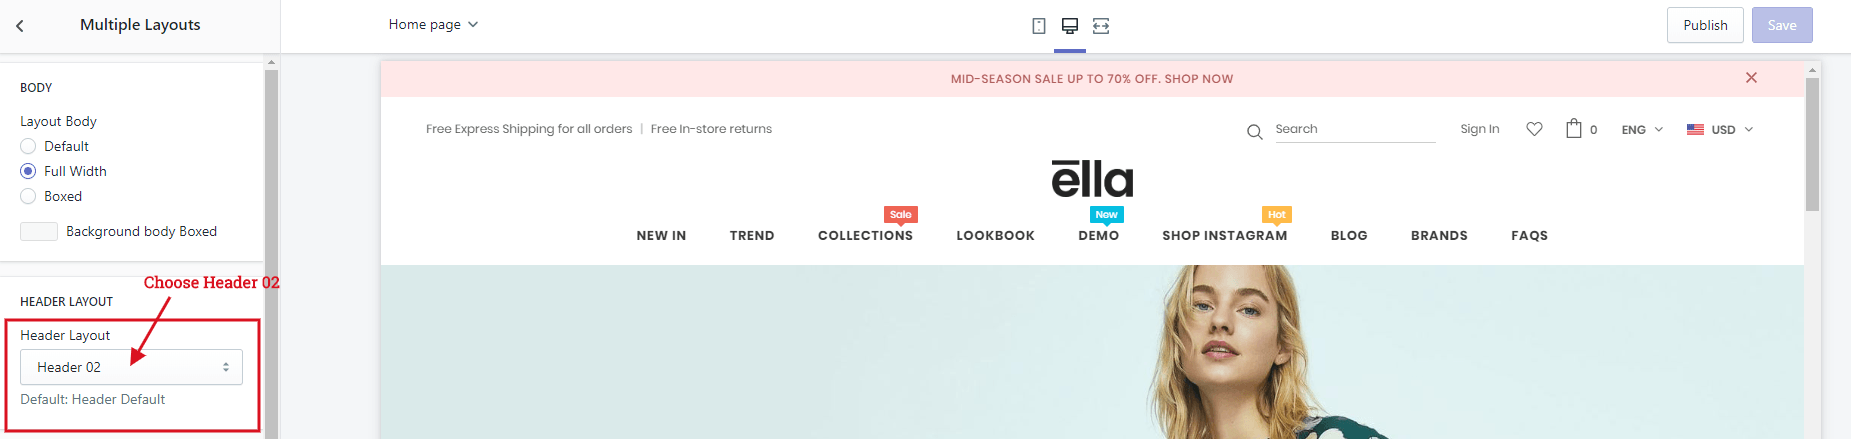 Multiple Layouts
Home page
Publish
Save
BODY
Layout Body
Default
Full Width
Boxed
Background body Boxed
Choose Header 02
HEADER LAYOUT
Header Layout
Header 02
Default: Header Default
MID-SEASON SALE UP TO 70% OFF. SHOP NOW
Free Express Shipping for all orders | Free In-store returns
Search
Sign In
0
ENG
USD
ēlla
Sale
New
Hot
NEW IN TREND COLLECTIONS LOOKBOOK DEMO SHOP INSTAGRAM BLOG BRANDS FAQS